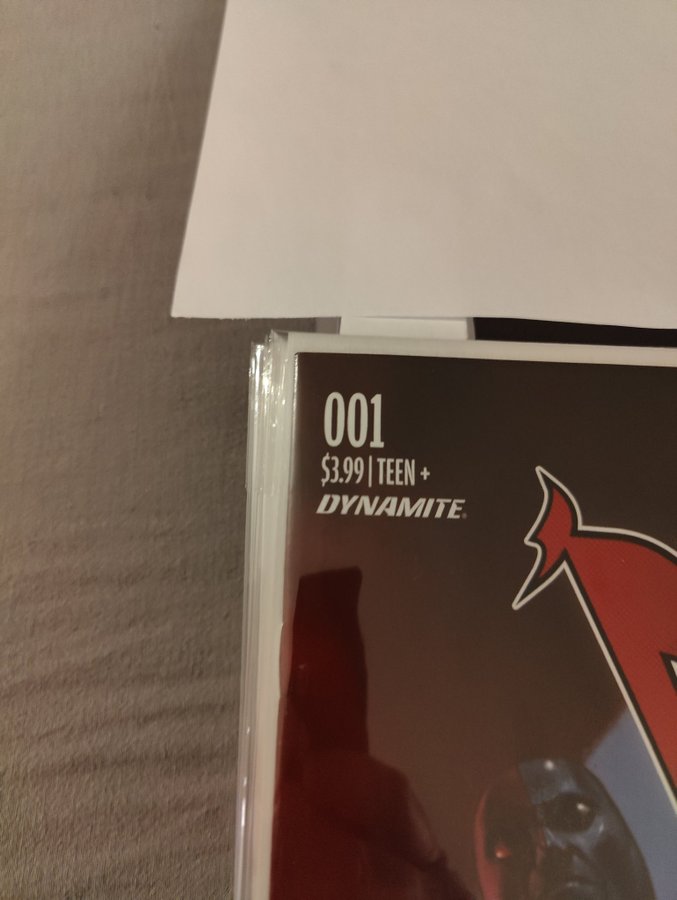 001
$3.99 | TEEN +
DYNAMITE®